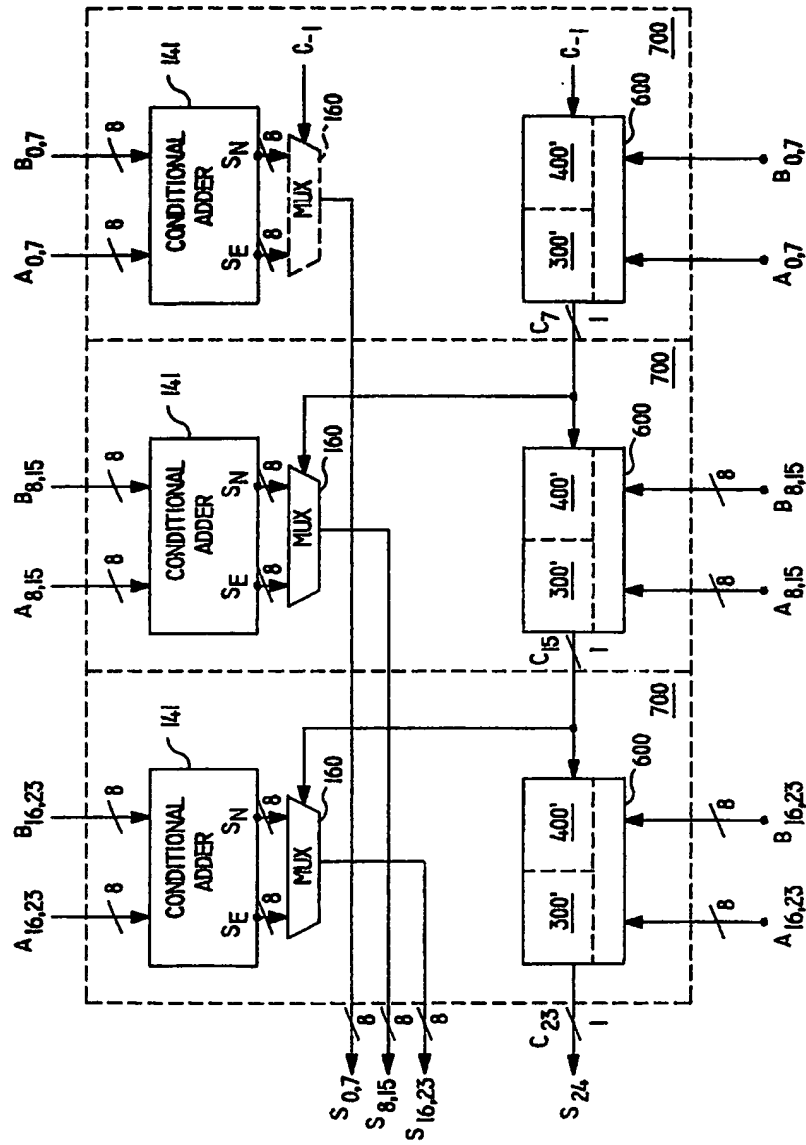 A16,23 B16,23 A8,15 B8,15 A0,7 B0,7
8 8 8 8 8 8
141 141 141
CONDITIONAL ADDER CONDITIONAL ADDER CONDITIONAL ADDER
SE SN SE SN SE SN
8 8 8 8 8 8
MUX MUX MUX C-1
160 160 160
S0,7 8
S8,15 8
S16,23 8
C23 C15 C7 C-1
1 1 1
S24
300' 400' 300' 400' 300' 400'
600 600 600
700 700 700
8 8 8 8
A16,23 B16,23 A8,15 B8,15 A0,7 B0,7